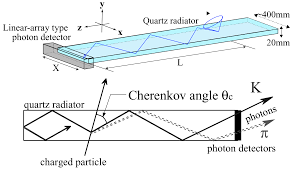 Linear-array type
photon detector
y
z
x
Quartz radiator
~400mm
20mm
X
L
quartz radiator
Cherenkov angle θc
K
photons
π
charged particle
photon detectors